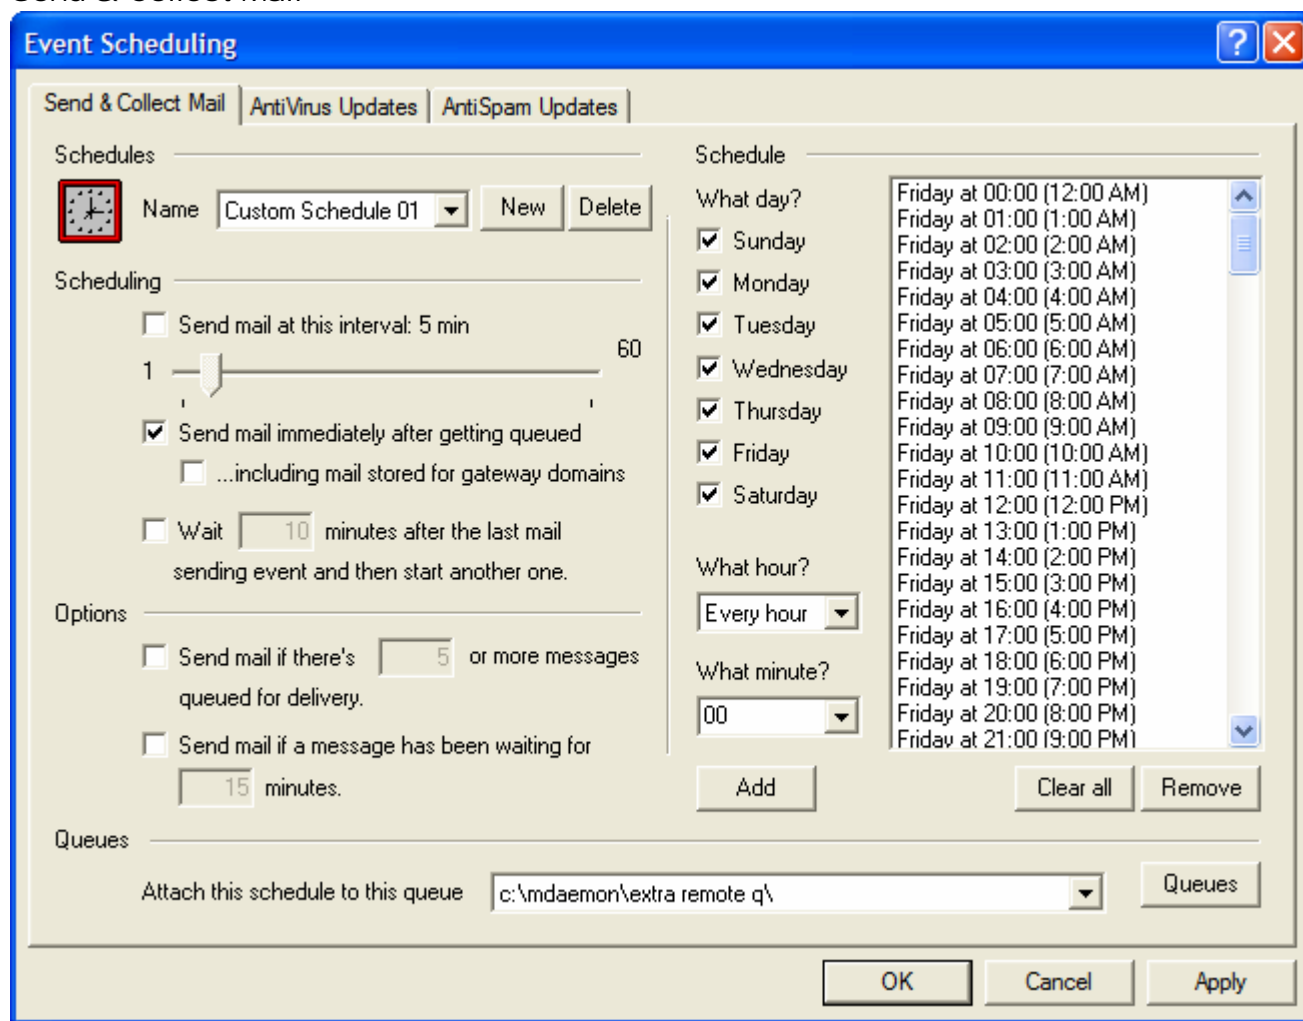 Send & Collect Mail
Event Scheduling
Send & Collect Mail
AntiVirus Updates
AntiSpam Updates
Schedules
Name
Custom Schedule 01
New
Delete
Scheduling
Send mail at this interval: 5 min
1
60
Send mail immediately after getting queued
...including mail stored for gateway domains
Wait 10 minutes after the last mail
sending event and then start another one.
Options
Send mail if there's 5 or more messages
queued for delivery.
Send mail if a message has been waiting for
15 minutes.
Schedule
What day?
Sunday
Monday
Tuesday
Wednesday
Thursday
Friday
Saturday
What hour?
Every hour
What minute?
00
Friday at 00:00 (12:00 AM)
Friday at 01:00 (1:00 AM)
Friday at 02:00 (2:00 AM)
Friday at 03:00 (3:00 AM)
Friday at 04:00 (4:00 AM)
Friday at 05:00 (5:00 AM)
Friday at 06:00 (6:00 AM)
Friday at 07:00 (7:00 AM)
Friday at 08:00 (8:00 AM)
Friday at 09:00 (9:00 AM)
Friday at 10:00 (10:00 AM)
Friday at 11:00 (11:00 AM)
Friday at 12:00 (12:00 PM)
Friday at 13:00 (1:00 PM)
Friday at 14:00 (2:00 PM)
Friday at 15:00 (3:00 PM)
Friday at 16:00 (4:00 PM)
Friday at 17:00 (5:00 PM)
Friday at 18:00 (6:00 PM)
Friday at 19:00 (7:00 PM)
Friday at 20:00 (8:00 PM)
Friday at 21:00 (9:00 PM)
Add
Clear all
Remove
Queues
Attach this schedule to this queue
c:\mdaemon\extra remote q\
Queues
OK
Cancel
Apply